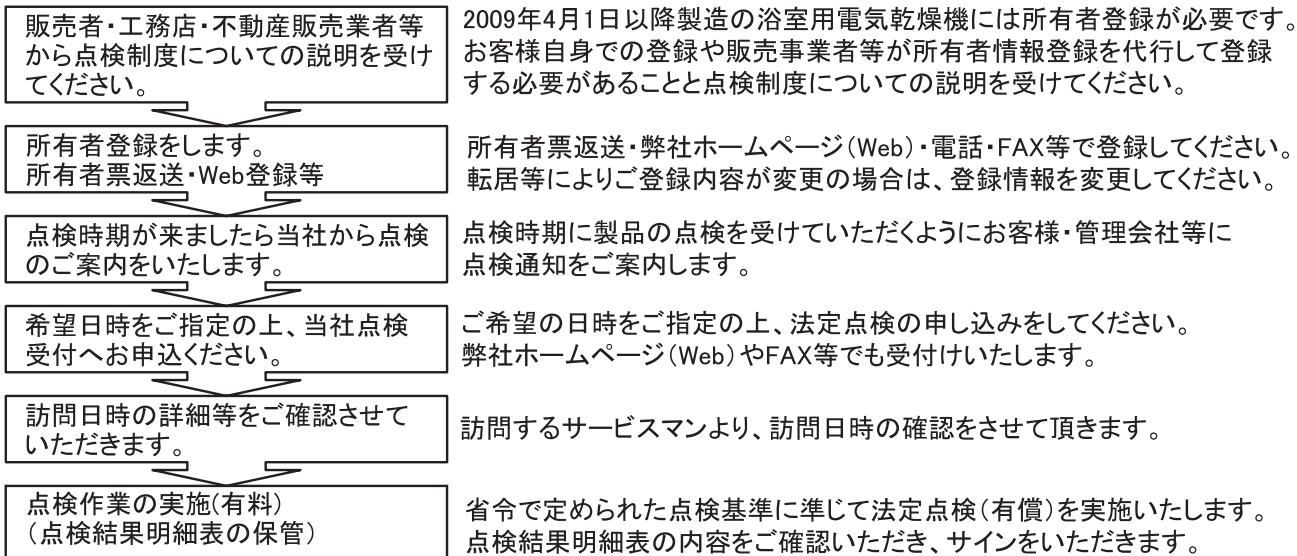 販売者・工務店・不動産販売業者等
から点検制度についての説明を受け
てください。
2009年4月1日以降製造の浴室用電気乾燥機には所有者登録が必要です。
お客様自身での登録や販売事業者等が所有者情報登録を代行して登録
する必要があることと点検制度についての説明を受けてください。
所有者登録をします。
所有者票返送・Web登録等
所有者票返送・弊社ホームページ（Web）・電話・FAX等で登録してください。
転居等によりご登録内容が変更の場合は、登録情報を変更してください。
点検時期が来ましたら当社から点検
のご案内をいたします。
点検時期に製品の点検を受けていただくようにお客様・管理会社等に
点検通知をご案内します。
希望日時をご指定の上、当社点検
受付へお申込ください。
ご希望の日時をご指定の上、法定点検の申し込みをしてください。
弊社ホームページ（Web）やFAX等でも受付けいたします。
訪問日時の詳細等をご確認させて
いただきます。
訪問するサービスマンより、訪問日時の確認をさせて頂きます。
点検作業の実施(有料)
（点検結果明細表の保管）
省令で定められた点検基準に準じて法定点検（有償）を実施いたします。
点検結果明細表の内容をご確認いただき、サインをいただきます。